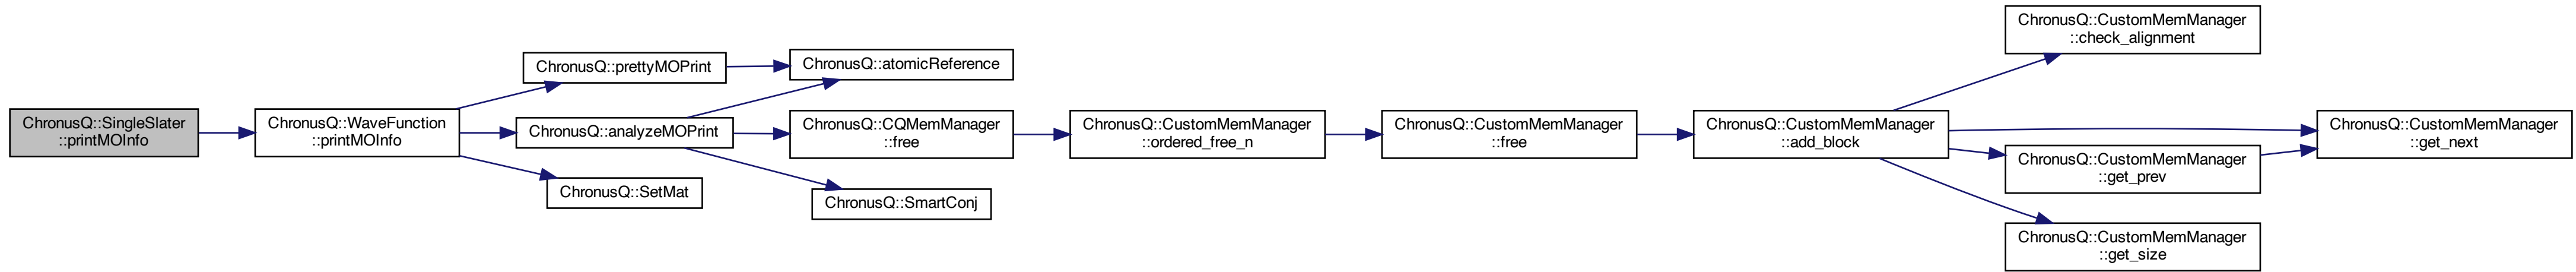 ChronusQ::SingleSlater
::printMOInfo
ChronusQ::WaveFunction
::printMOInfo
ChronusQ::prettyMOPrint
ChronusQ::analyzeMOPrint
ChronusQ::SetMat
ChronusQ::atomicReference
ChronusQ::CQMemManager
::free
ChronusQ::SmartConj
ChronusQ::CustomMemManager
::ordered_free_n
ChronusQ::CustomMemManager
::free
ChronusQ::CustomMemManager
::add_block
ChronusQ::CustomMemManager
::check_alignment
ChronusQ::CustomMemManager
::get_prev
ChronusQ::CustomMemManager
::get_size
ChronusQ::CustomMemManager
::get_next